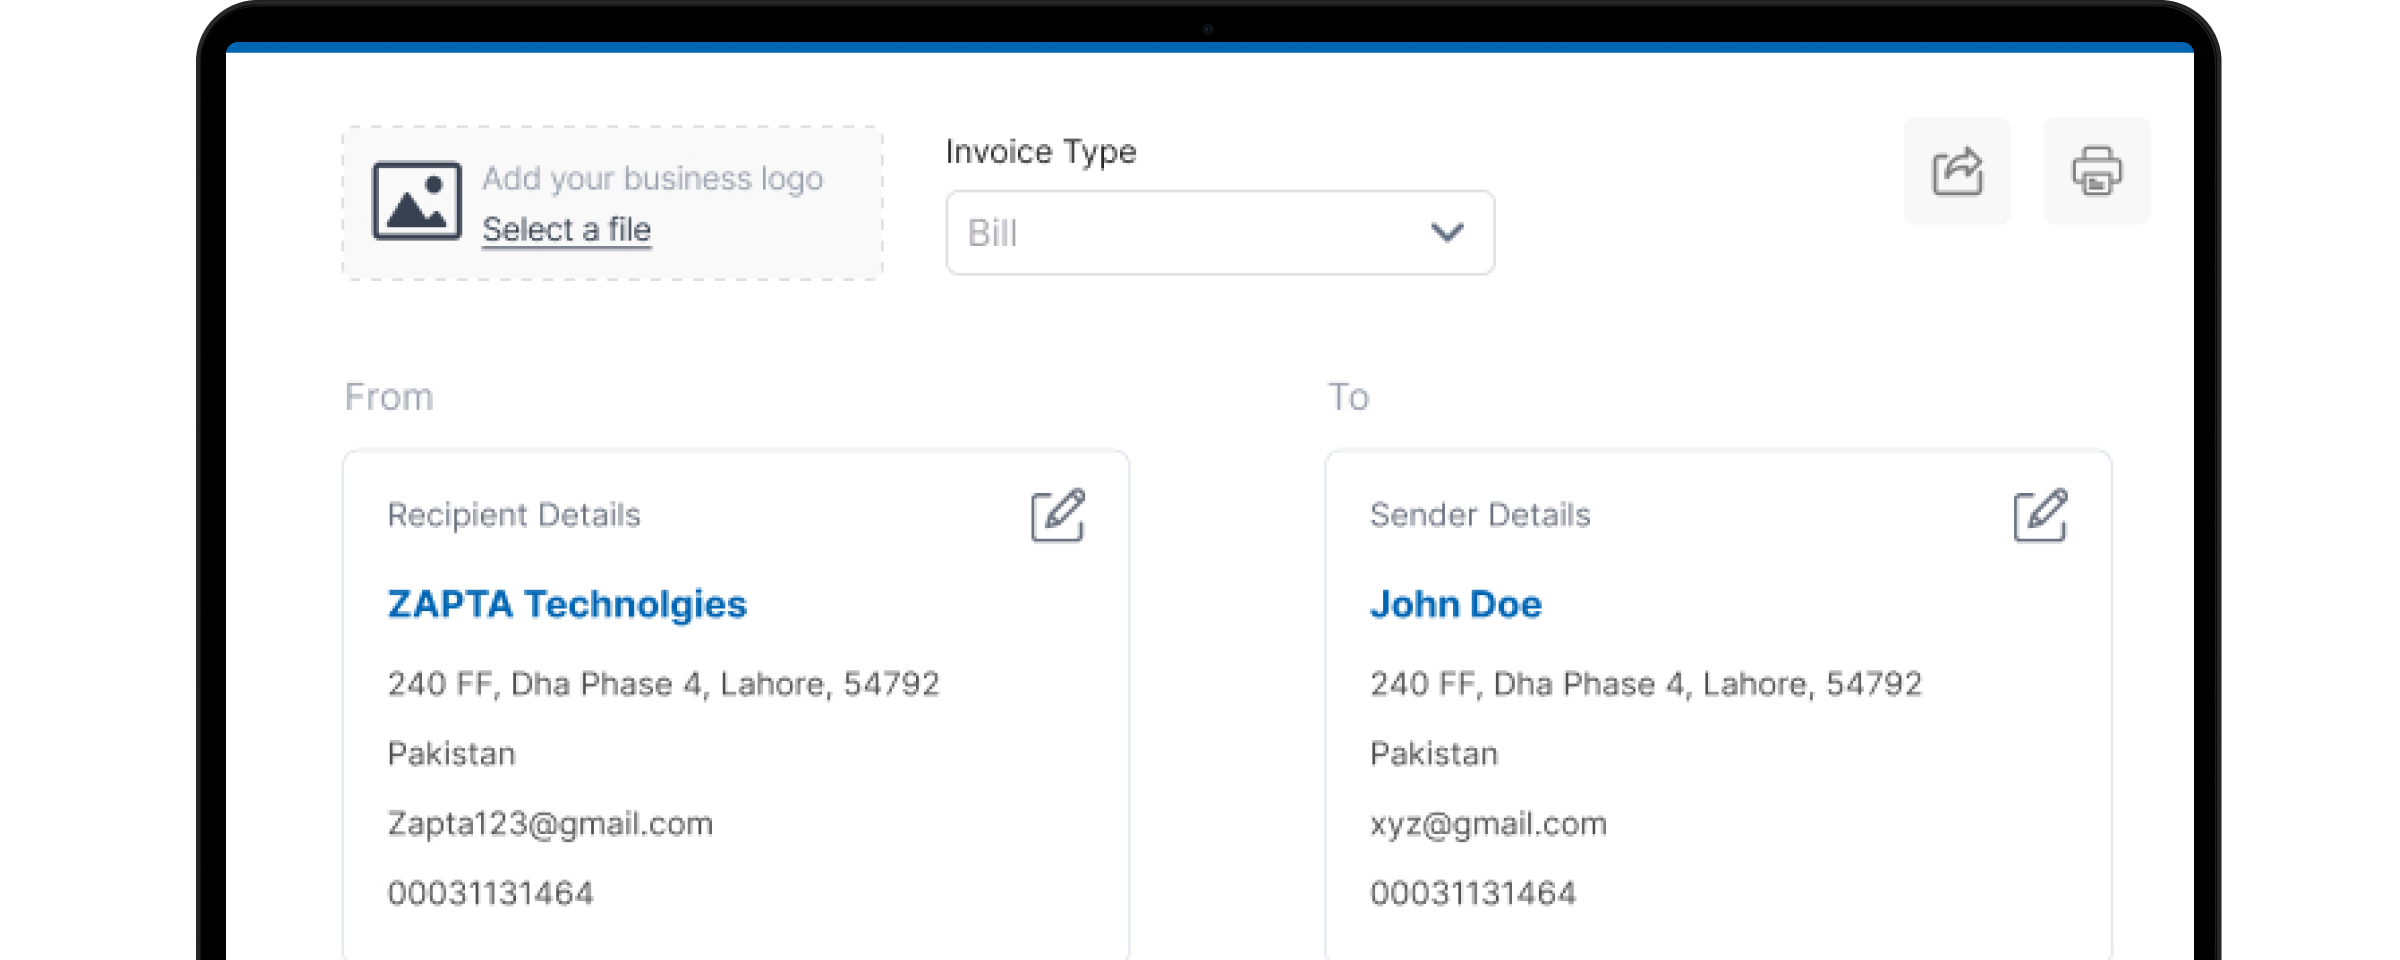 Add your business logo
Select a file
Invoice Type
Bill
From
Recipient Details
ZAPTA Technolgies
240 FF, Dha Phase 4, Lahore, 54792
Pakistan
Zapta123@gmail.com
00031131464
To
Sender Details
John Doe
240 FF, Dha Phase 4, Lahore, 54792
Pakistan
xyz@gmail.com
00031131464